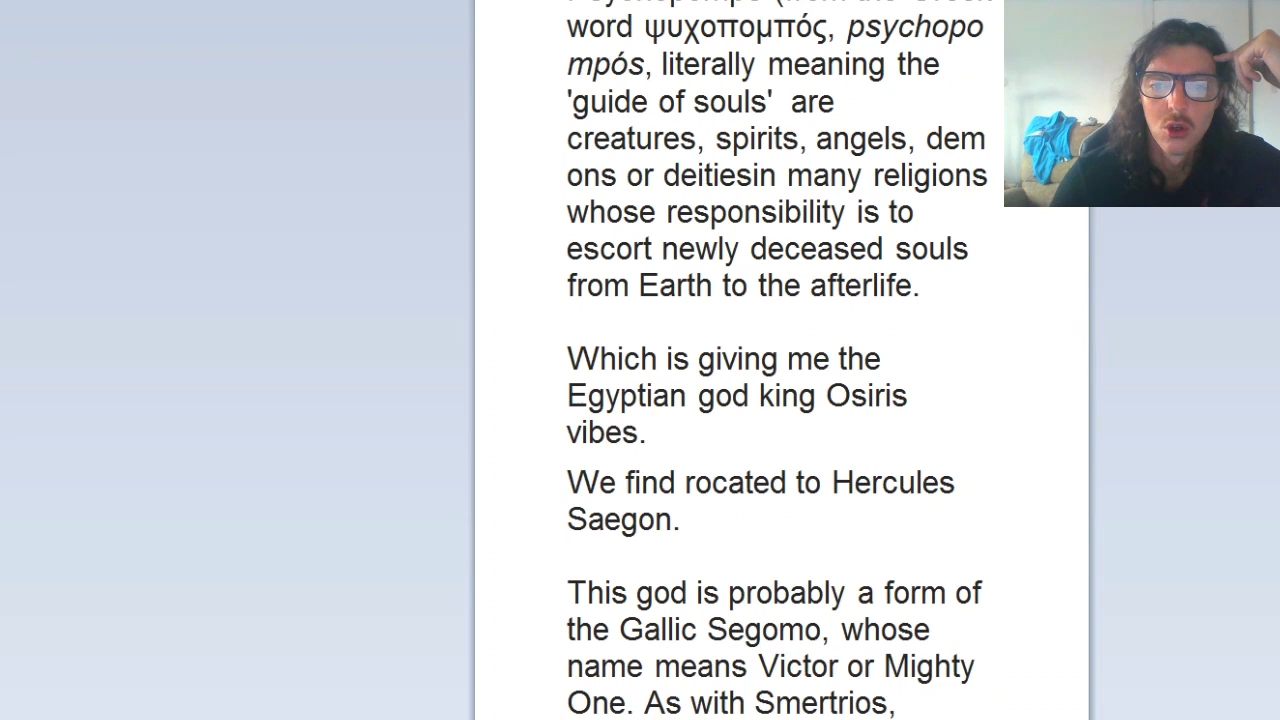 word ψυχοπομπός, psychopo
mpós, literally meaning the
'guide of souls' are
creatures, spirits, angels, dem
ons or deitiesin many religions
whose responsibility is to
escort newly deceased souls
from Earth to the afterlife.
Which is giving me the
Egyptian god king Osiris
vibes.
We find rocated to Hercules
Saegon.
This god is probably a form of
the Gallic Segomo, whose
name means Victor or Mighty
One. As with Smertrios,